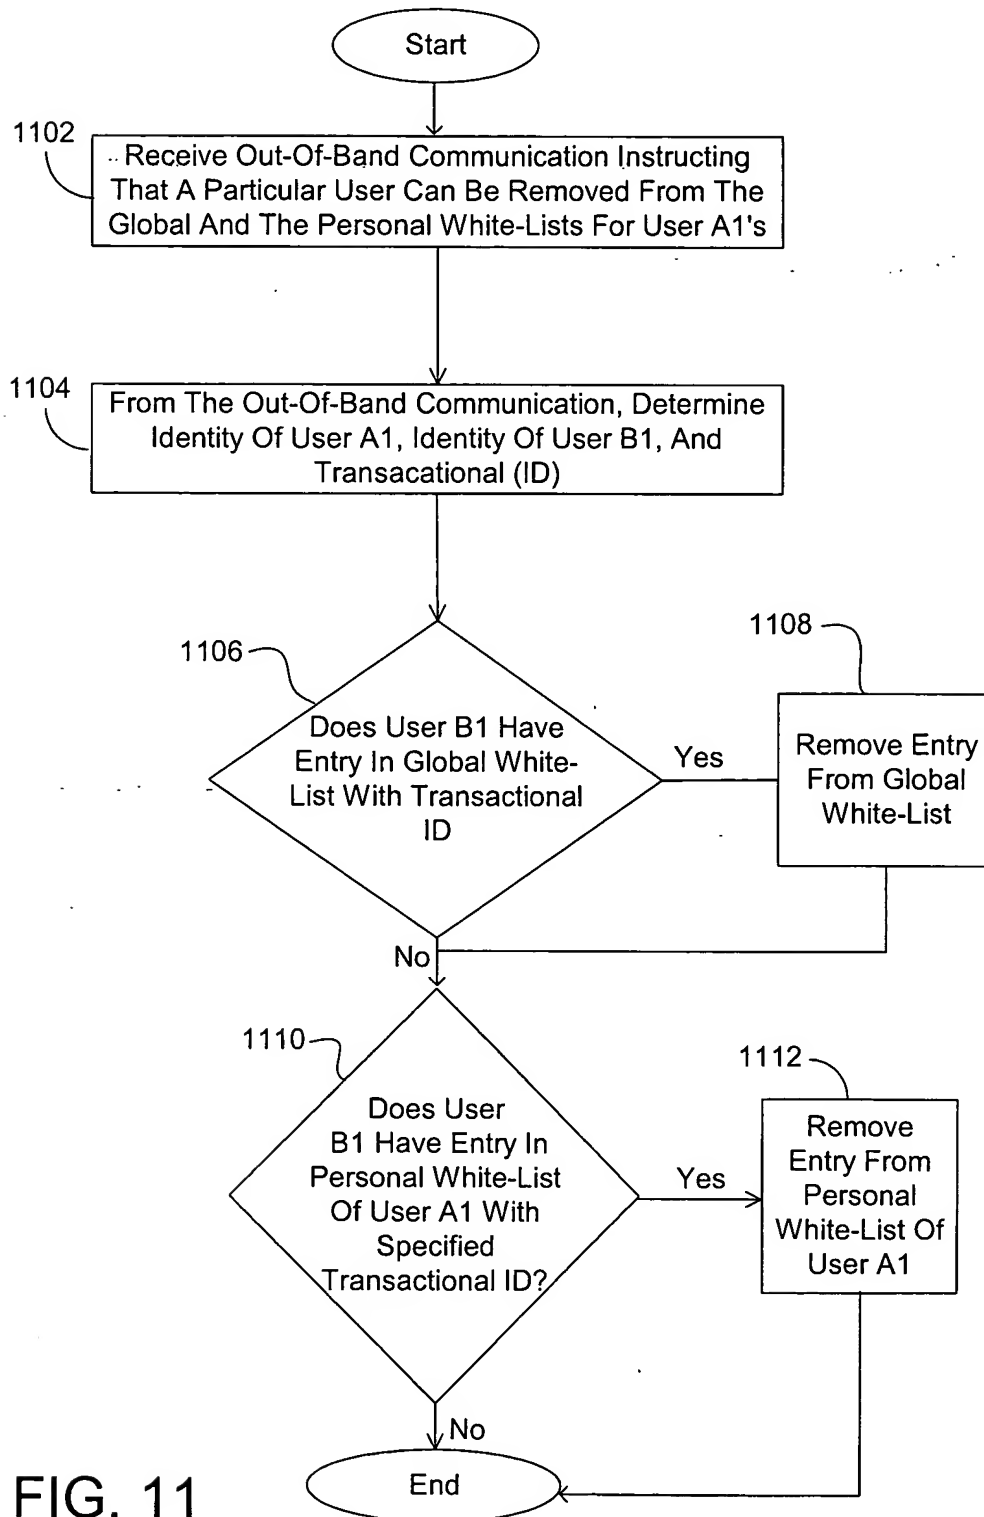 Start
1102
Receive Out-Of-Band Communication Instructing
That A Particular User Can Be Removed From The
Global And The Personal White-Lists For User A1's
1104
From The Out-Of-Band Communication, Determine
Identity Of User A1, Identity Of User B1, And
Transacational (ID)
1106
Does User B1 Have
Entry In Global White-
List With Transactional
ID
Yes
1108
Remove Entry
From Global
White-List
No
1110
Does User
B1 Have Entry In
Personal White-List
Of User A1 With
Specified
Transactional ID?
Yes
1112
Remove
Entry From
Personal
White-List Of
User A1
No
End
FIG. 11